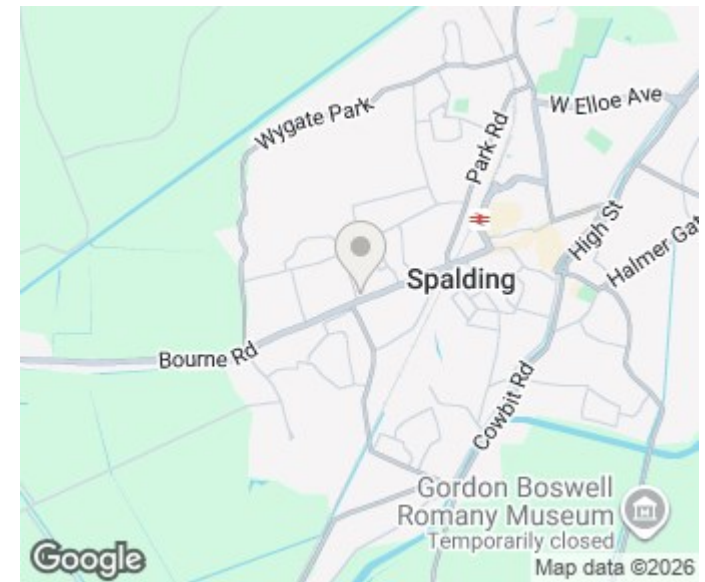 W Elloe Ave
Wygate Park
Park Rd
High St
Halmer Gat
Spalding
Bourne Rd
Cowbit Rd
Gordon Boswell
Romany Museum
Temporarily closed
Google
Map data ©2026